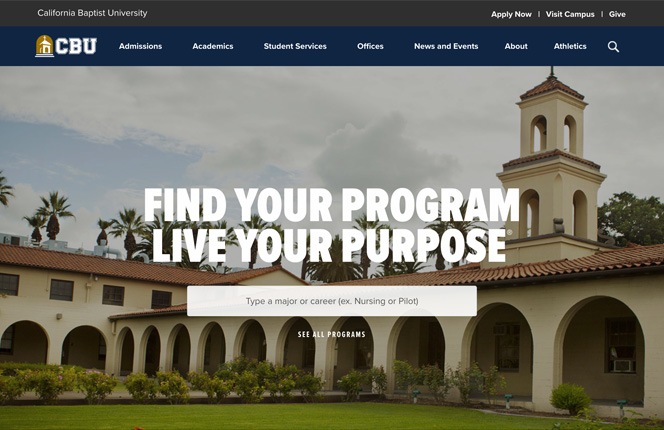 California Baptist University
Apply Now | Visit Campus | Give
CBU
Admissions Academics Student Services Offices News and Events About Athletics
FIND YOUR PROGRAM
LIVE YOUR PURPOSE®
Type a major or career (ex. Nursing or Pilot)
SEE ALL PROGRAMS